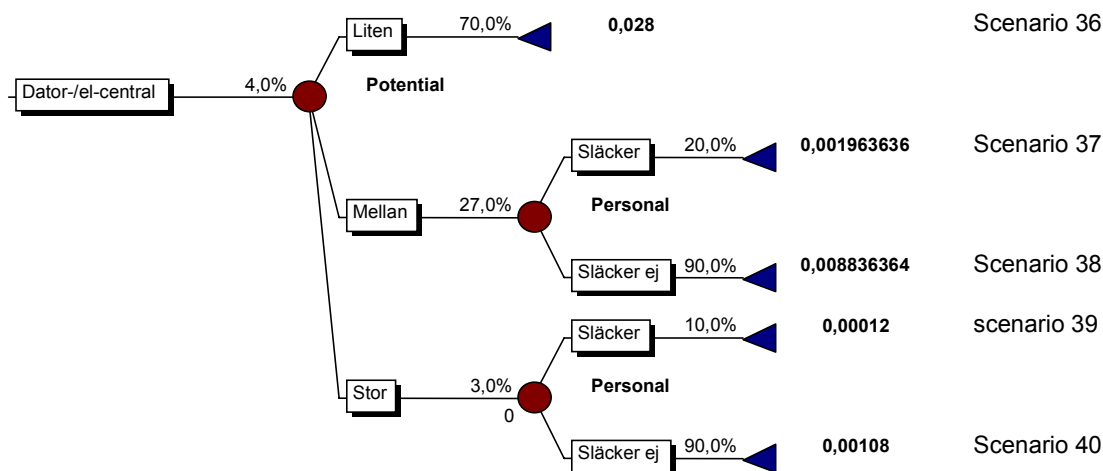 Liten 70,0% 0,028 Scenario 36
Dator-/el-central 4,0% Potential
Släcker 20,0% 0,001963636 Scenario 37
Mellan 27,0% Personal
Släcker ej 90,0% 0,008836364 Scenario 38
Släcker 10,0% 0,00012 scenario 39
Stor 3,0% Personal
0
Släcker ej 90,0% 0,00108 Scenario 40